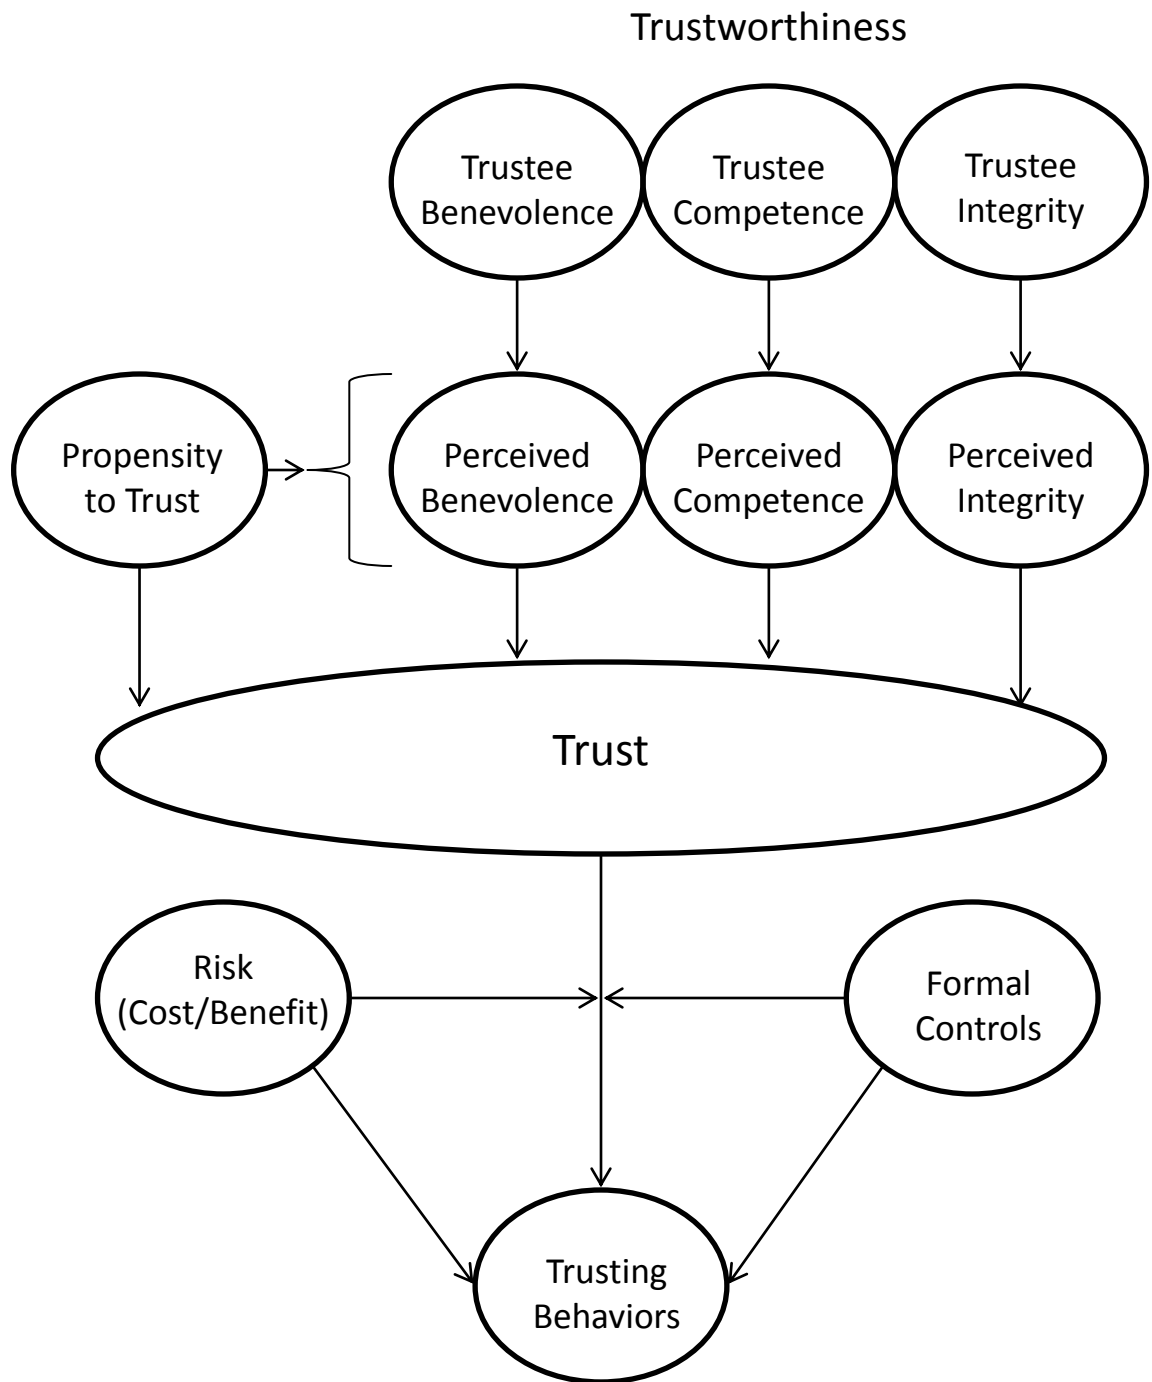 Trustworthiness
Trustee
Benevolence
Trustee
Competence
Trustee
Integrity
Propensity
to Trust
Perceived
Benevolence
Perceived
Competence
Perceived
Integrity
Trust
Risk
(Cost/Benefit)
Formal
Controls
Trusting
Behaviors